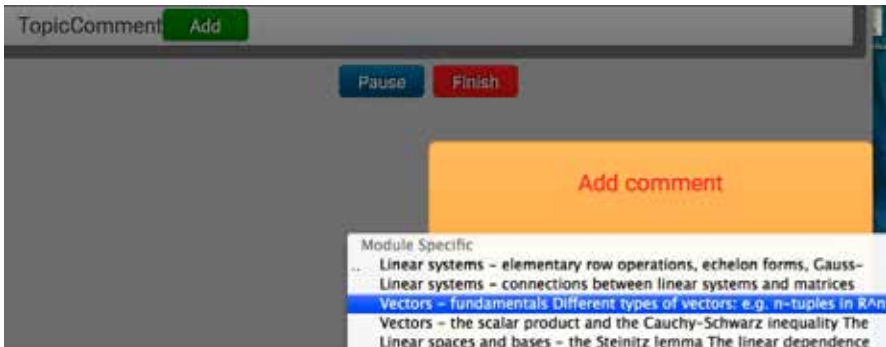 TopicComment Add
Pause Finish
Add comment
Module Specific
.. Linear systems – elementary row operations, echelon forms, Gauss-
Linear systems – connections between linear systems and matrices
Vectors – fundamentals Different types of vectors: e.g. n-tuples in R^n
Vectors – the scalar product and the Cauchy-Schwarz inequality The
Linear spaces and bases – the Steinitz lemma The linear dependence